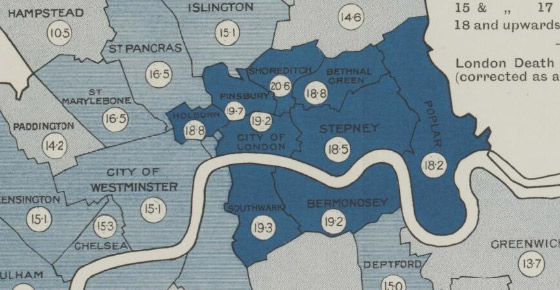 HAMPSTEAD
10·5
ISLINGTON
15·1
14·6
15 & „ 17
18 and upwards
London Death
(corrected as a
ST PANCRAS
16·5
ST
MARYLEBONE
16·5
SHOREDITCH
20·6
BETHNAL
GREEN
18·8
FINSBURY
19·7
HOLBORN
18·8
19·2
CITY OF
LONDON
PADDINGTON
14·2
STEPNEY
18·5
POPLAR
18·2
CITY OF
WESTMINSTER
15·1
KENSINGTON
15·1
15·3
CHELSEA
SOUTHWARK
19·3
BERMONDSEY
19·2
GREENWIC
13·7
DEPTFORD
15·0
ULHAM